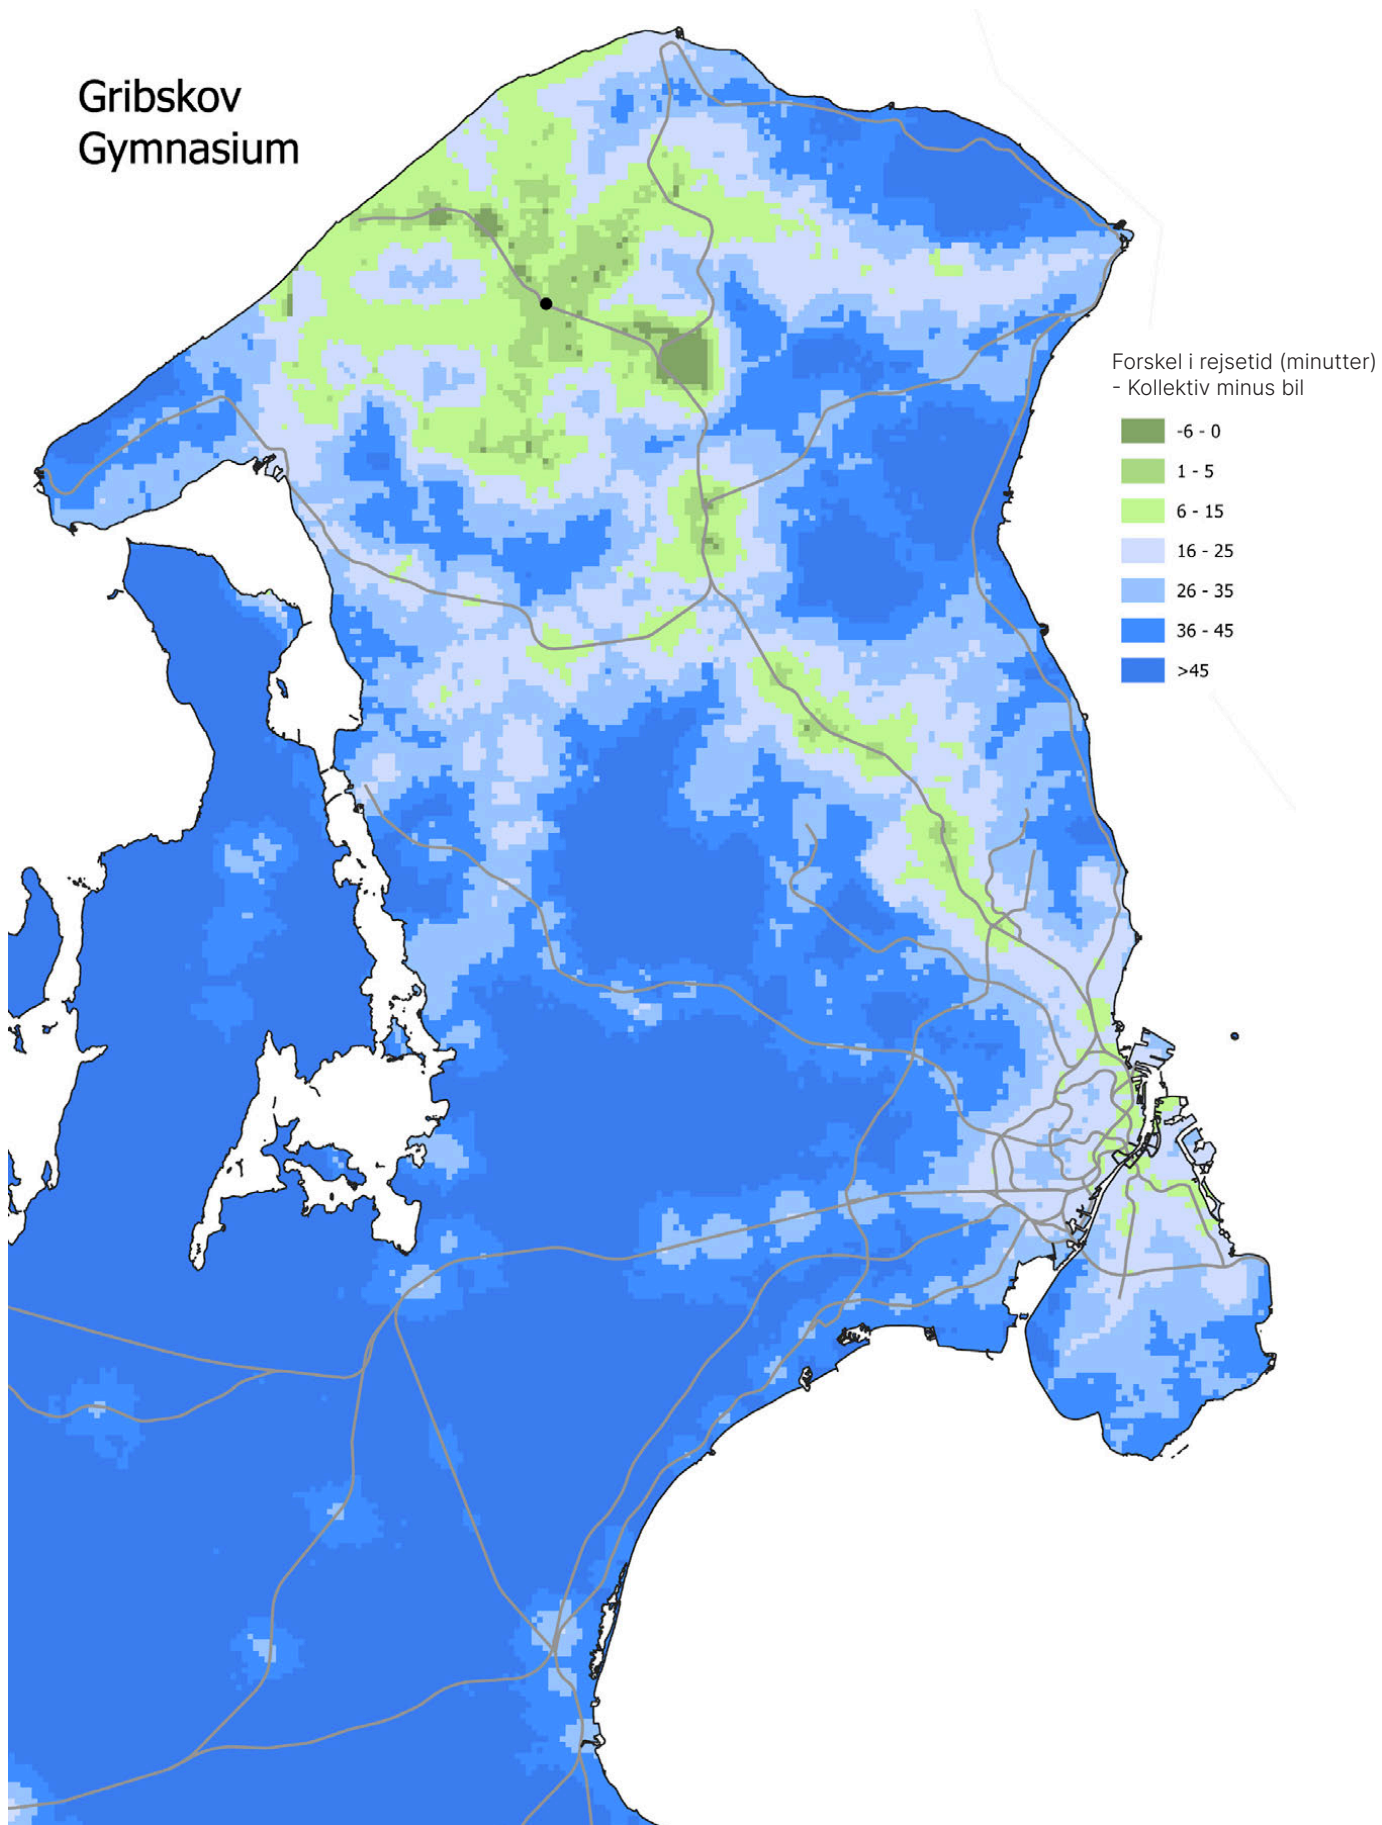 Gribskov
Gymnasium
Forskel i rejsetid (minutter)
- Kollektiv minus bil
-6 - 0
1 - 5
6 - 15
16 - 25
26 - 35
36 - 45
>45